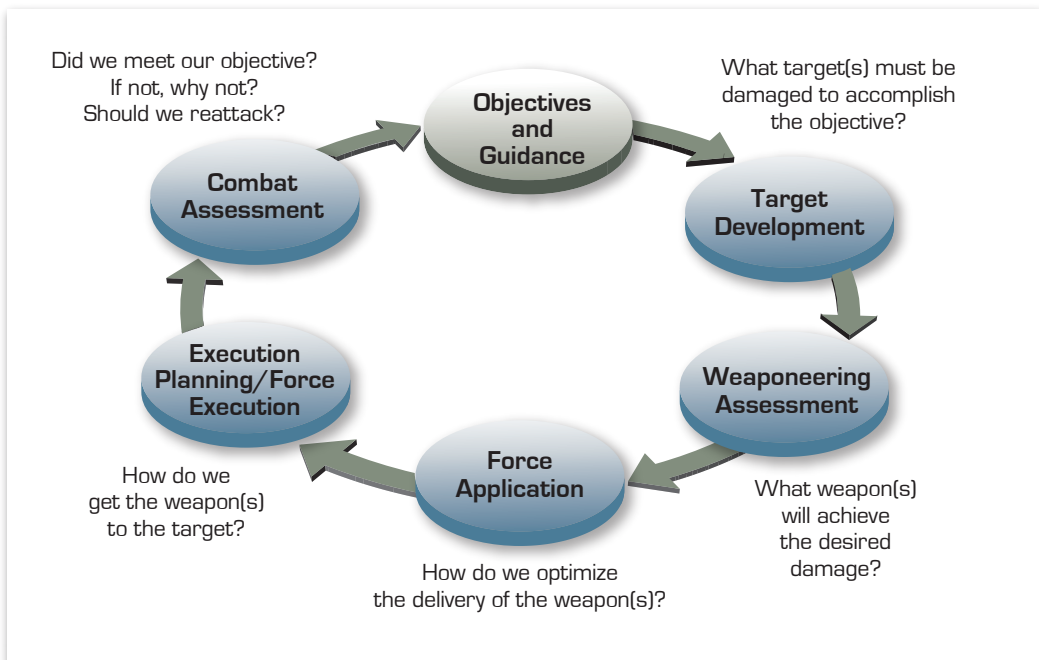 Did we meet our objective?
If not, why not?
Should we reattack?
Objectives
and
Guidance
What target(s) must be
damaged to accomplish
the objective?
Combat
Assessment
Target
Development
Execution
Planning/Force
Execution
Weaponeering
Assessment
Force
Application
How do we
get the weapon(s)
to the target?
What weapon(s)
will achieve
the desired
damage?
How do we optimize
the delivery of the weapon(s)?